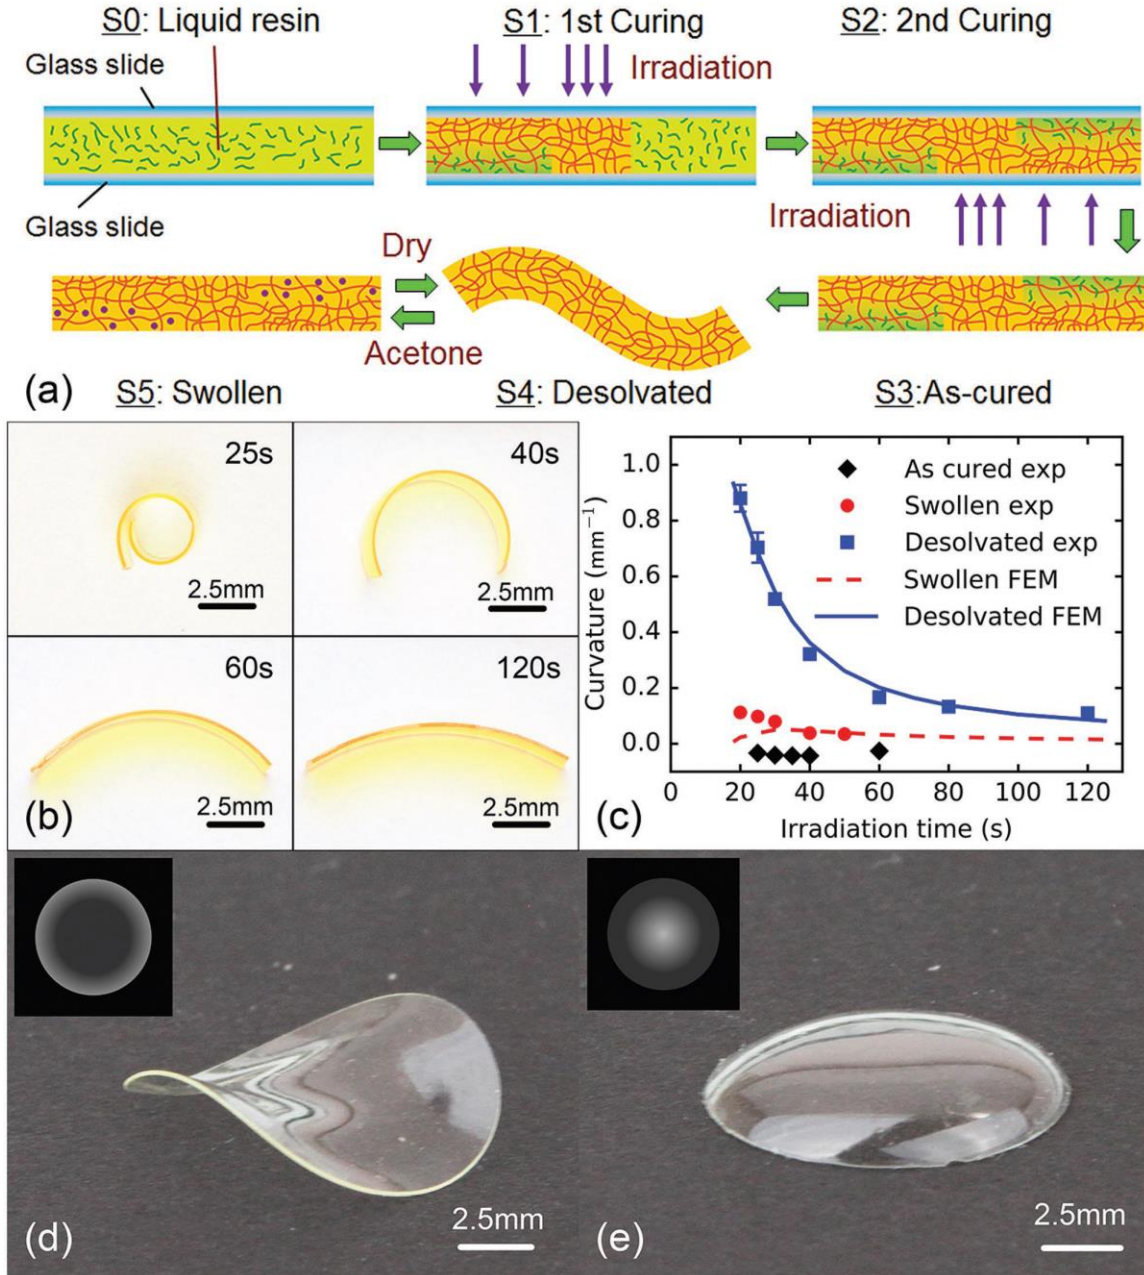 S0: Liquid resin
S1: 1st Curing
S2: 2nd Curing
Glass slide
Irradiation
Glass slide
Irradiation
Dry
Acetone
(a)
S5: Swollen
S4: Desolvated
S3:As-cured
25s
2.5mm
40s
2.5mm
60s
2.5mm
120s
2.5mm
(b)
1.0
0.8
0.6
0.4
0.2
0.0
Curvature (mm⁻¹)
As cured exp
Swollen exp
Desolvated exp
Swollen FEM
Desolvated FEM
0 20 40 60 80 100 120
Irradiation time (s)
(c)
(d)
2.5mm
(e)
2.5mm